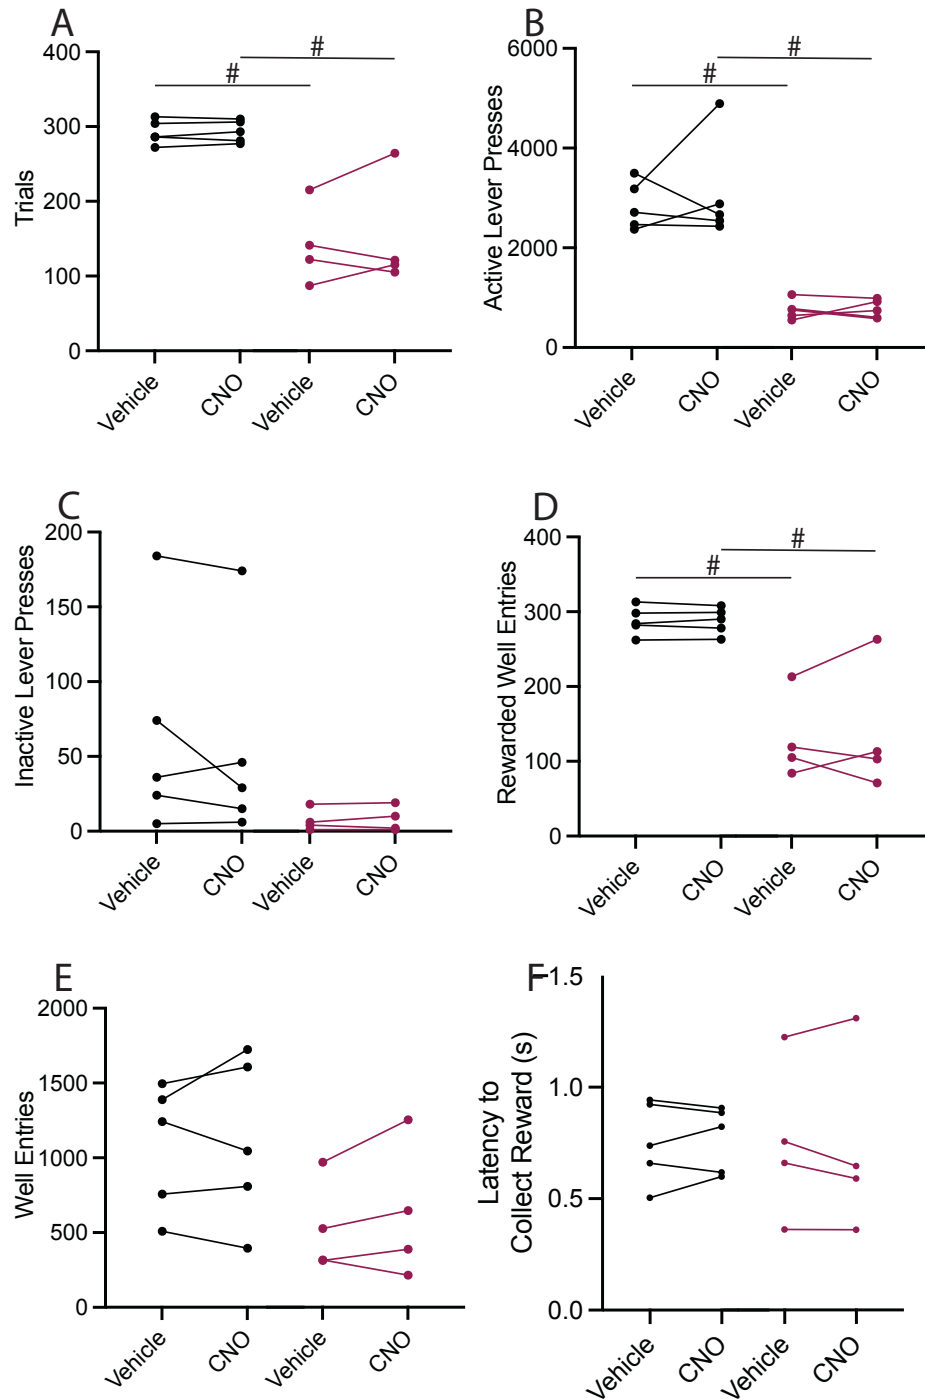 A
#
#
400
300
200
100
0
Trials
Vehicle
CNO
Vehicle
CNO
B
#
#
6000
4000
2000
0
Active Lever Presses
Vehicle
CNO
Vehicle
CNO
C
200
150
100
50
0
Inactive Lever Presses
Vehicle
CNO
Vehicle
CNO
D
#
#
400
300
200
100
0
Rewarded Well Entries
Vehicle
CNO
Vehicle
CNO
E
2000
1500
1000
500
0
Well Entries
Vehicle
CNO
Vehicle
CNO
F
1.5
1.0
0.5
0.0
Latency to
Collect Reward (s)
Vehicle
CNO
Vehicle
CNO